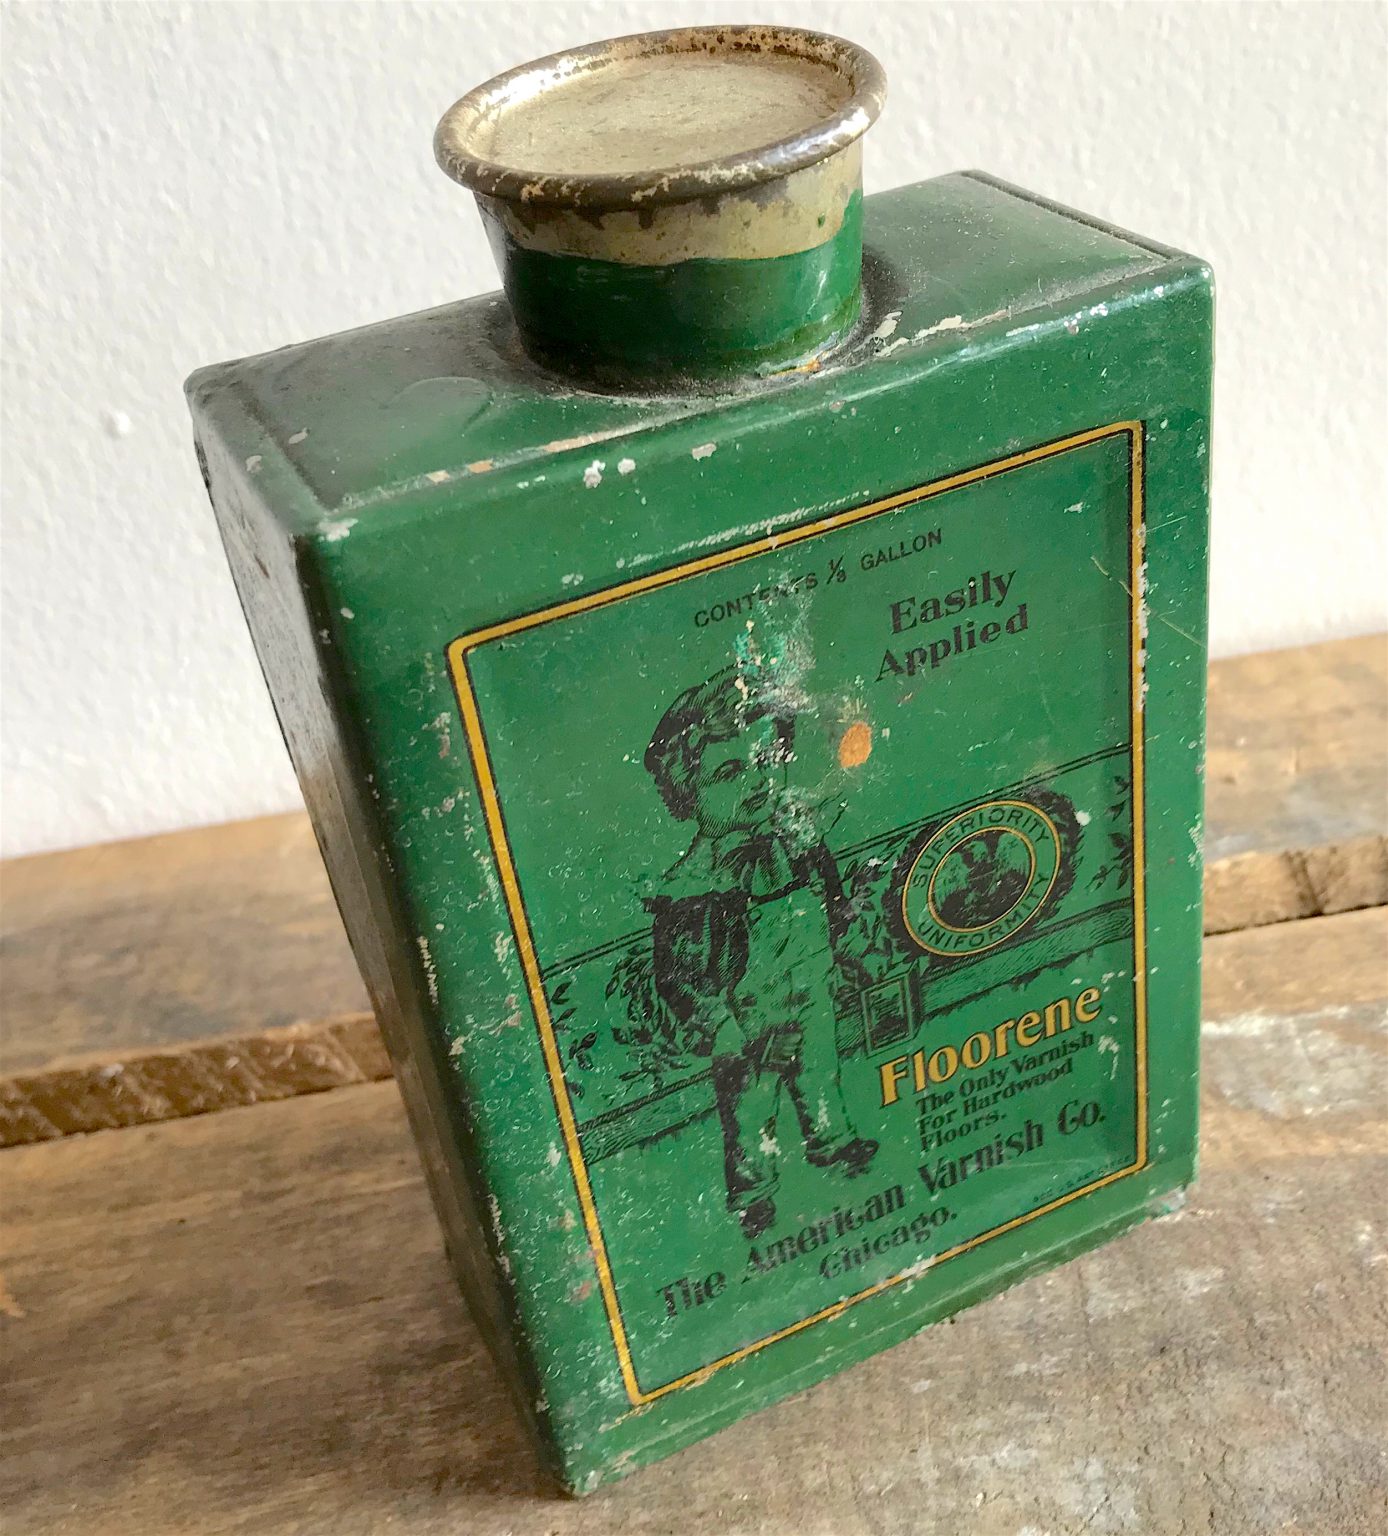 CONTENTS 1/8 GALLON
Easily
Applied
SUPERIORITY
UNIFORMITY
Floorene
The Only Varnish
For Hardwood
Floors.
The American Varnish Co.
Chicago.